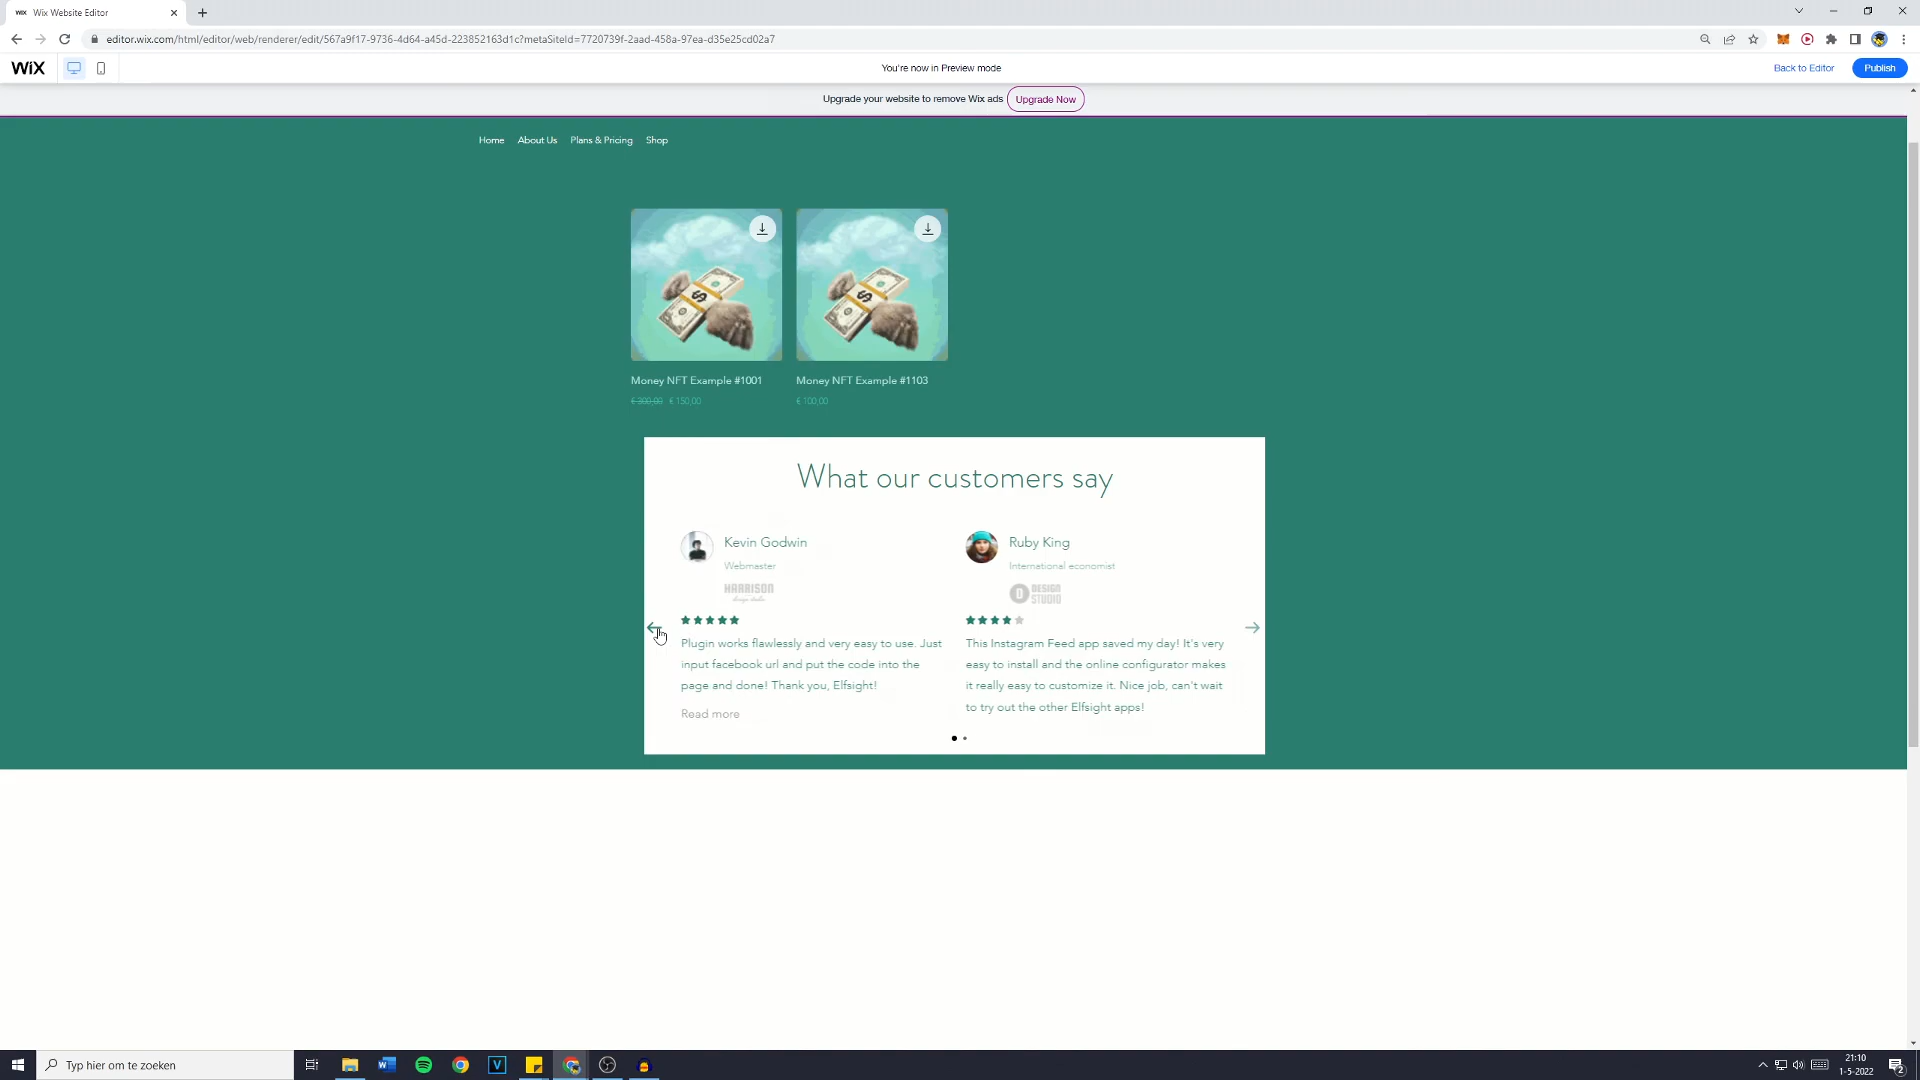 WiX Wix Website Editor
editor.wix.com/html/editor/web/renderer/edit/567a9f17-9736-4d64-a45d-223852163d1c?metaSiteId=7720739f-2aad-458a-97ea-d35e25cd02a7
WiX You're now in Preview mode Back to Editor Publish
Upgrade your website to remove Wix ads Upgrade Now
Home About Us Plans & Pricing Shop
Money NFT Example #1001 Money NFT Example #1103
€ 300,00 € 150,00 € 100,00
What our customers say
Kevin Godwin
Webmaster
HARRISON
design studio
Plugin works flawlessly and very easy to use. Just
input facebook url and put the code into the
page and done! Thank you, Elfsight!
Read more
Ruby King
International economist
D DESIGN
STUDIO
This Instagram Feed app saved my day! It's very
easy to install and the online configurator makes
it really easy to customize it. Nice job, can't wait
to try out the other Elfsight apps!
Typ hier om te zoeken
21:10
1-5-2022
2